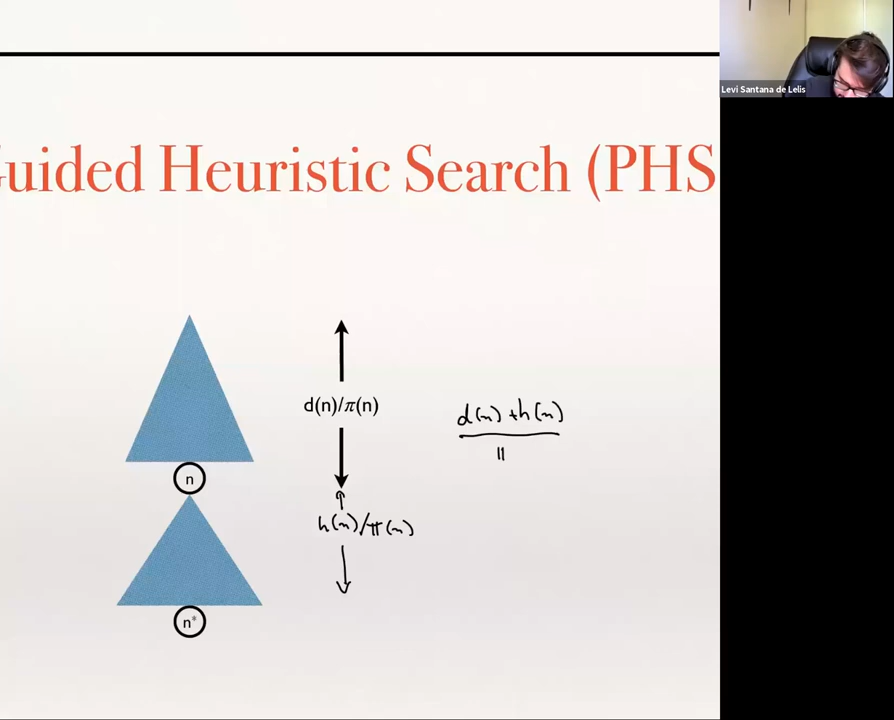 Levi Santana de Lelis
Guided Heuristic Search (PHS
d(n)/π(n)
d(n)+h(n)
π
n
h(n)/π(n)
n*